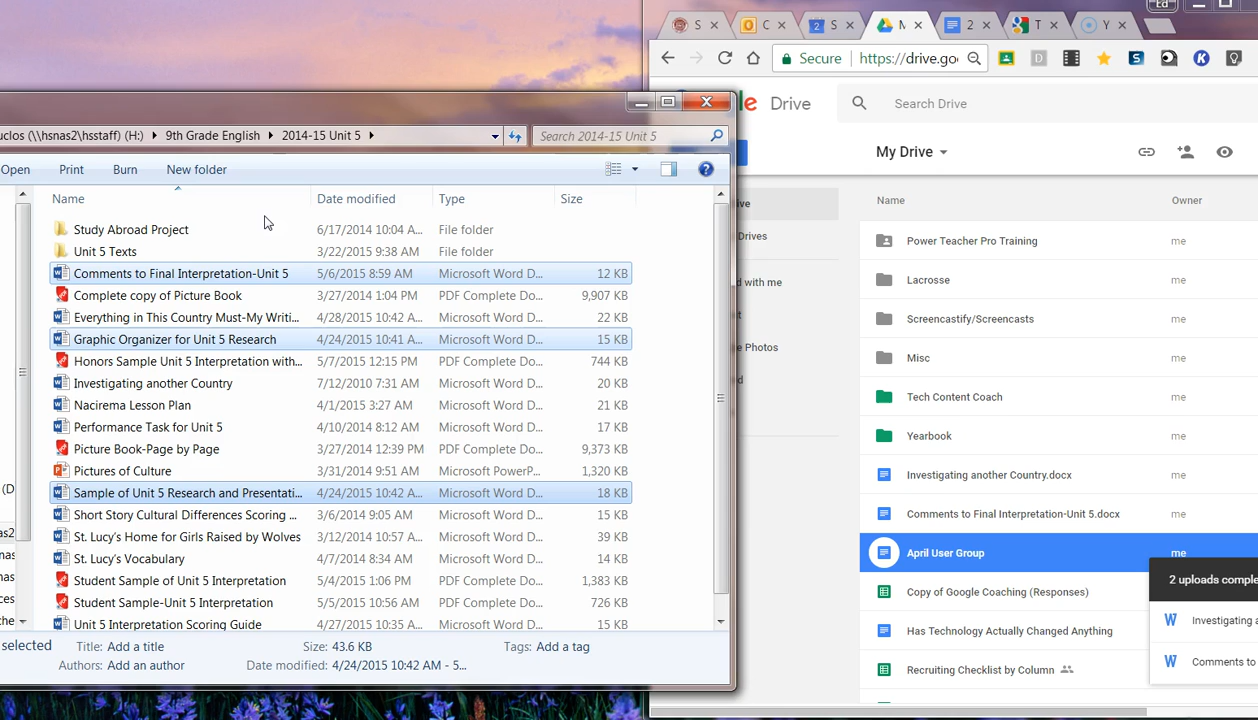 Ed
S
O C
2 S
M
2
T
Y
Secure https://drive.go
uclos (\\hsnas2\hsstaff) (H:) 9th Grade English 2014-15 Unit 5
Search 2014-15 Unit 5
Open Print Burn New folder
Name Date modified Type Size
Study Abroad Project 6/17/2014 10:04 A... File folder
Unit 5 Texts 3/22/2015 9:38 AM File folder
Comments to Final Interpretation-Unit 5 5/6/2015 8:59 AM Microsoft Word D... 12 KB
Complete copy of Picture Book 3/27/2014 1:04 PM PDF Complete Do... 9,907 KB
Everything in This Country Must-My Writi... 4/28/2015 10:42 A... Microsoft Word D... 22 KB
Graphic Organizer for Unit 5 Research 4/24/2015 10:41 A... Microsoft Word D... 15 KB
Honors Sample Unit 5 Interpretation with... 5/7/2015 12:15 PM PDF Complete Do... 744 KB
Investigating another Country 7/12/2010 7:31 AM Microsoft Word D... 20 KB
Nacirema Lesson Plan 4/1/2015 3:27 AM Microsoft Word D... 21 KB
Performance Task for Unit 5 4/10/2014 8:12 AM Microsoft Word D... 17 KB
Picture Book-Page by Page 3/27/2014 12:39 PM PDF Complete Do... 9,373 KB
Pictures of Culture 3/31/2014 9:51 AM Microsoft PowerP... 1,320 KB
Sample of Unit 5 Research and Presentati... 4/24/2015 10:42 A... Microsoft Word D... 18 KB
Short Story Cultural Differences Scoring ... 3/6/2014 9:05 AM Microsoft Word D... 15 KB
St. Lucy's Home for Girls Raised by Wolves 3/12/2014 10:57 A... Microsoft Word D... 39 KB
St. Lucy's Vocabulary 4/7/2014 8:34 AM Microsoft Word D... 14 KB
Student Sample of Unit 5 Interpretation 5/4/2015 1:06 PM PDF Complete Do... 1,383 KB
Student Sample-Unit 5 Interpretation 5/5/2015 10:56 AM PDF Complete Do... 726 KB
Unit 5 Interpretation Scoring Guide 4/27/2015 10:35 A... Microsoft Word D... 15 KB
(D
as2
nas
nas
ces
che
selected Title: Add a title Size: 43.6 KB Tags: Add a tag
Authors: Add an author Date modified: 4/24/2015 10:42 AM - 5...
gle Drive
Search Drive
My Drive
ive
Drives
d with me
t
e Photos
d
Name Owner
Power Teacher Pro Training me
Lacrosse me
Screencastify/Screencasts me
Misc me
Tech Content Coach me
Yearbook me
Investigating another Country.docx me
Comments to Final Interpretation-Unit 5.docx me
April User Group me
Copy of Google Coaching (Responses)
Has Technology Actually Changed Anything
Recruiting Checklist by Column
2 uploads comple
W Investigating a
W Comments to